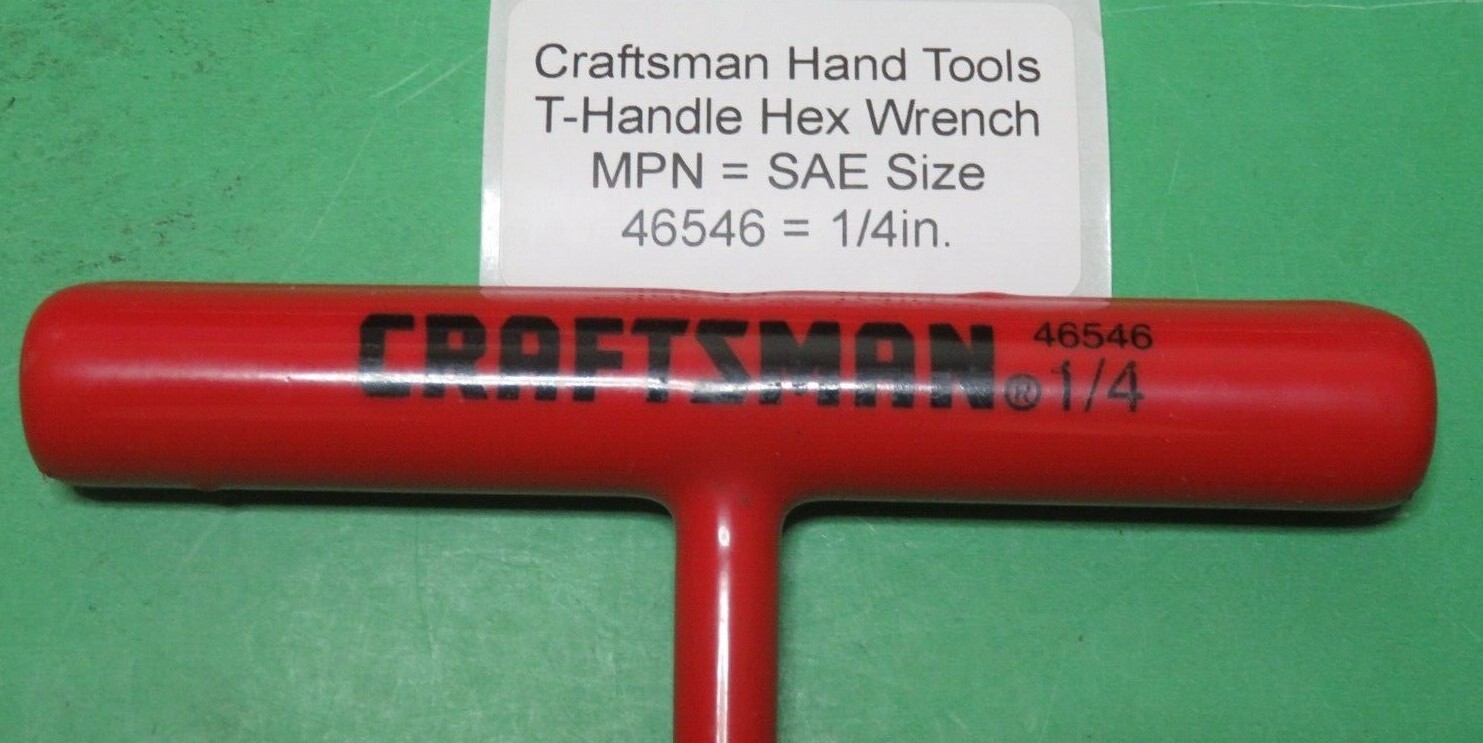 Craftsman Hand Tools
T-Handle Hex Wrench
MPN = SAE Size
46546 = 1/4in.
CRAFTSMAN® 46546
1/4